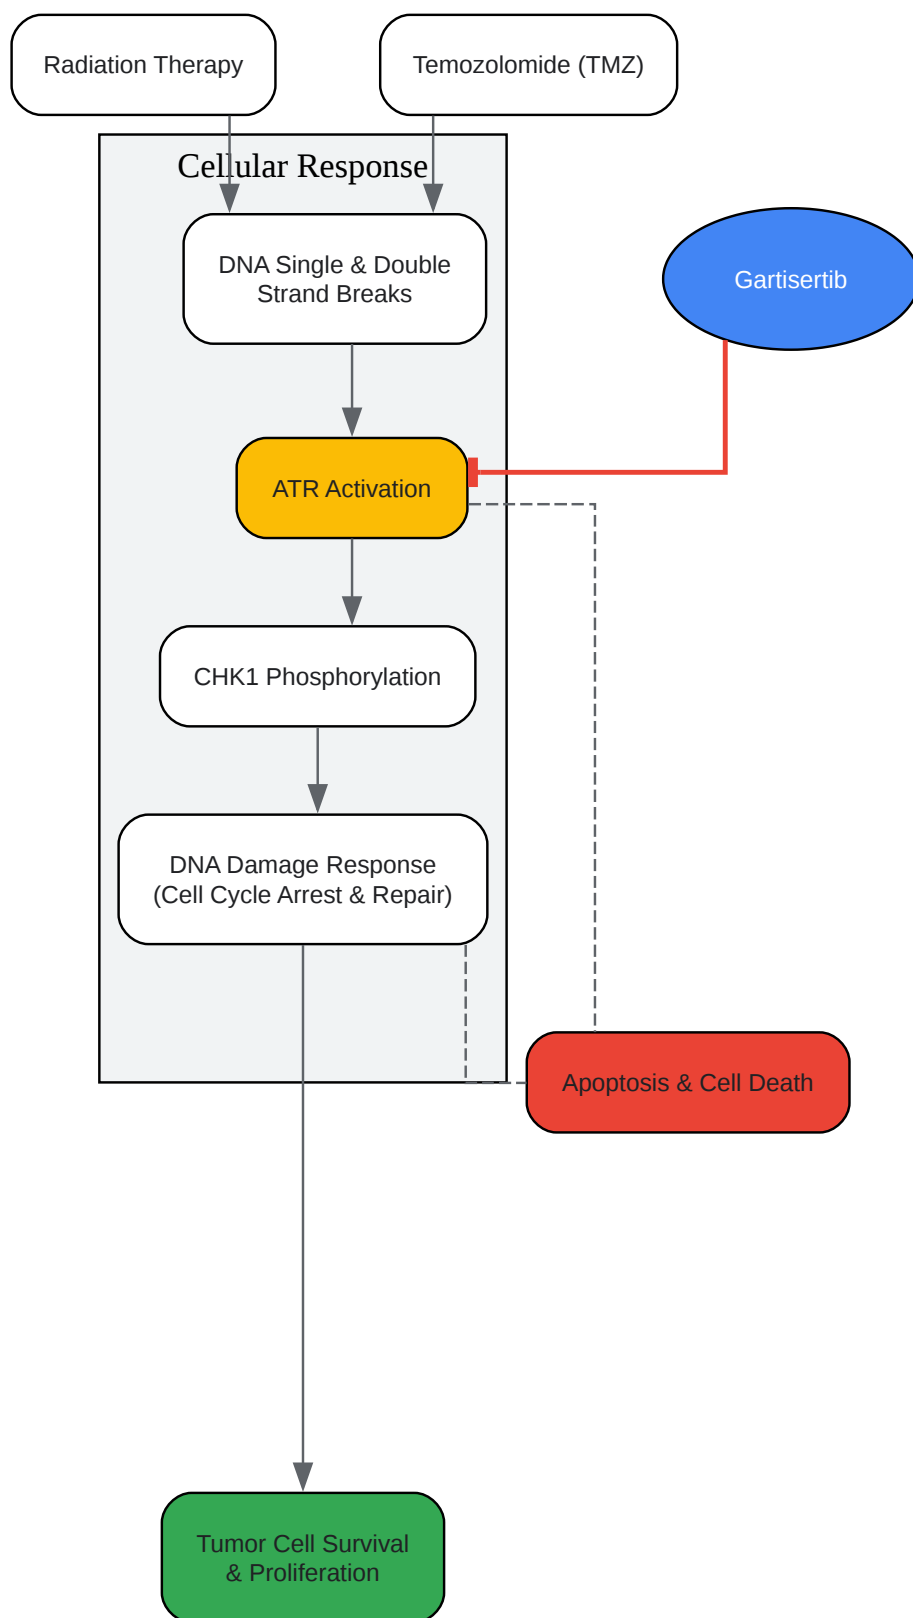 Radiation Therapy
Temozolomide (TMZ)
Cellular Response
DNA Single & Double
Strand Breaks
Gartisertib
ATR Activation
CHK1 Phosphorylation
DNA Damage Response
(Cell Cycle Arrest & Repair)
Apoptosis & Cell Death
Tumor Cell Survival
& Proliferation